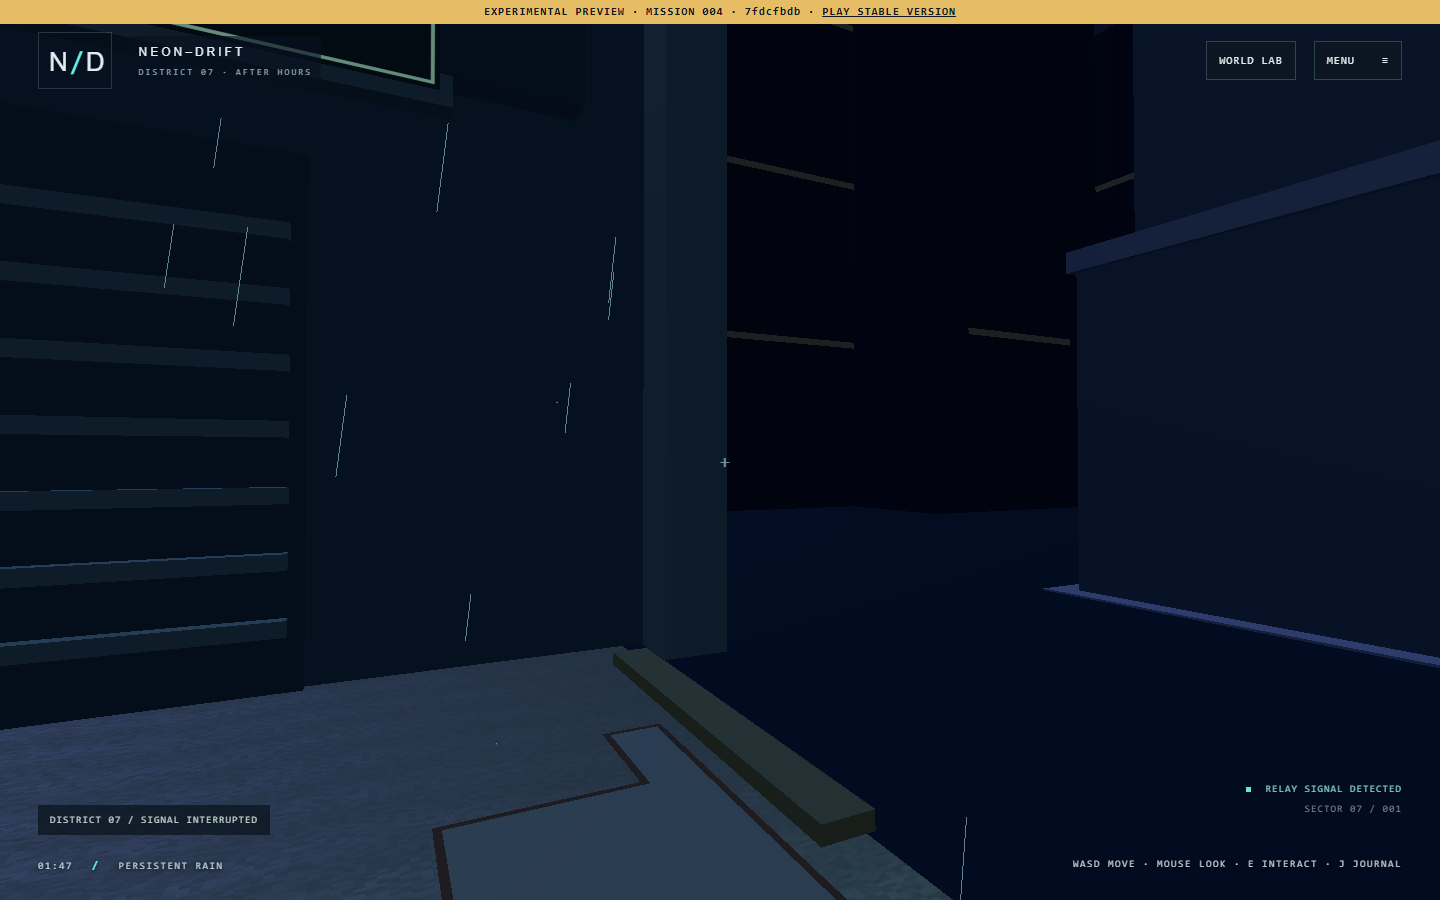 EXPERIMENTAL PREVIEW · MISSION 004 · 7fdcfbdb · PLAY STABLE VERSION
N/D
NEON—DRIFT
DISTRICT 07 · AFTER HOURS
WORLD LAB
MENU ≡
RELAY SIGNAL DETECTED
SECTOR 07 / 001
DISTRICT 07 / SIGNAL INTERRUPTED
01:47 / PERSISTENT RAIN
WASD MOVE · MOUSE LOOK · E INTERACT · J JOURNAL